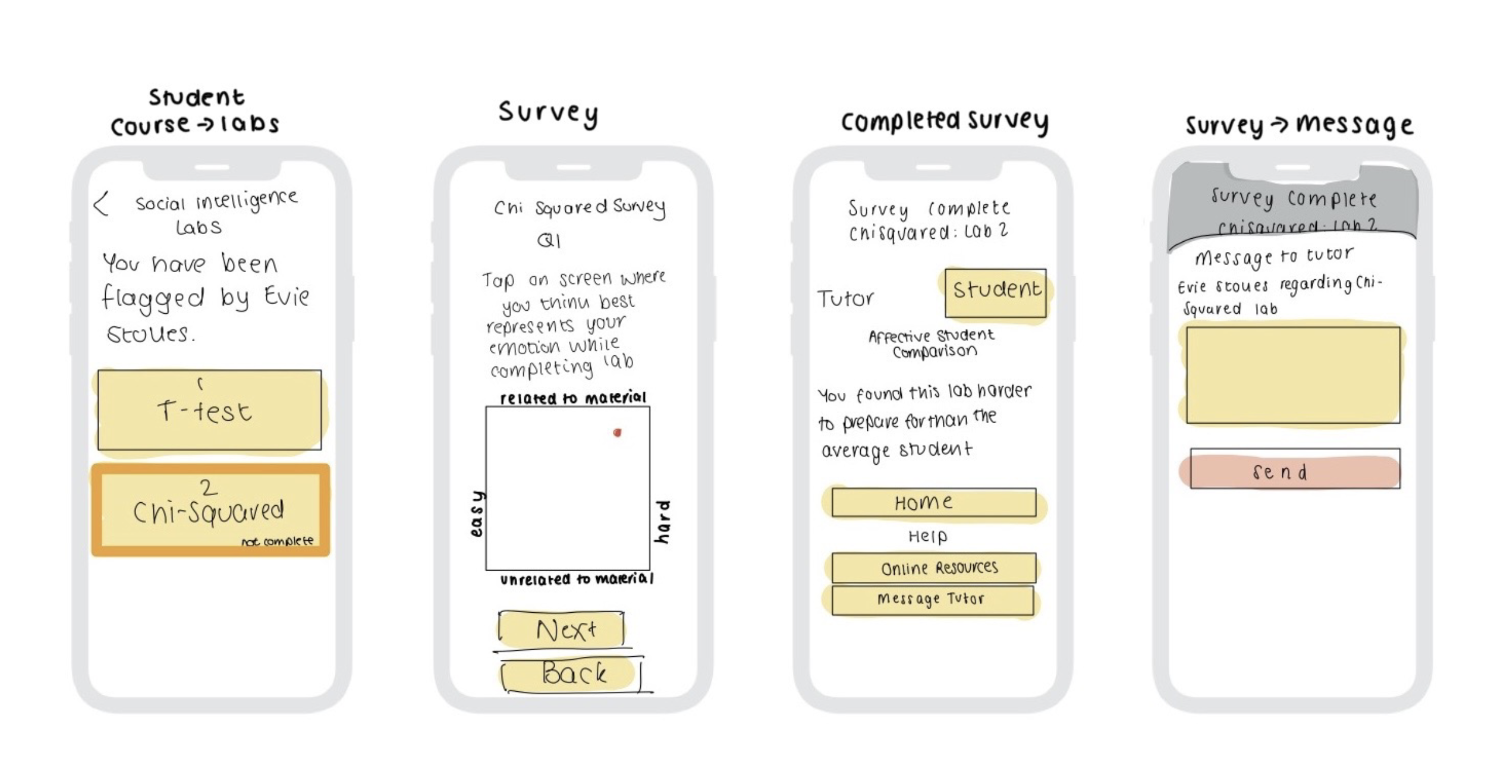 Student
Course → labs
<
Social Intelligence
Labs
You have been
flagged by Evie
Stoues.
1
T-test
2
Chi-Squared
not complete
Survey
Chi Squared Survey
Q1
Tap on screen where
you think best
represents your
emotion while
completing lab
related to material
easy
hard
unrelated to material
Next
Back
Completed Survey
Survey Complete
Chisquared: Lab 2
Tutor
Student
Affective Student
Comparison
You found this lab harder
to prepare for than the
average student
Home
Help
Online Resources
Message Tutor
Survey → message
Survey Complete
Chisquared: Lab 2
Message to tutor
Evie Stoues regarding Chi-
Squared lab
Send